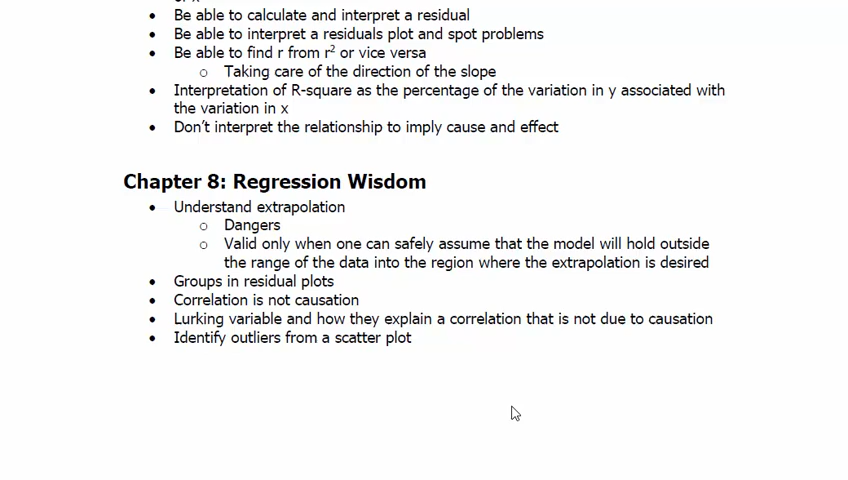 • Be able to calculate and interpret a residual
• Be able to interpret a residuals plot and spot problems
• Be able to find r from r² or vice versa
o Taking care of the direction of the slope
• Interpretation of R-square as the percentage of the variation in y associated with
the variation in x
• Don't interpret the relationship to imply cause and effect
Chapter 8: Regression Wisdom
• Understand extrapolation
o Dangers
o Valid only when one can safely assume that the model will hold outside
the range of the data into the region where the extrapolation is desired
• Groups in residual plots
• Correlation is not causation
• Lurking variable and how they explain a correlation that is not due to causation
• Identify outliers from a scatter plot